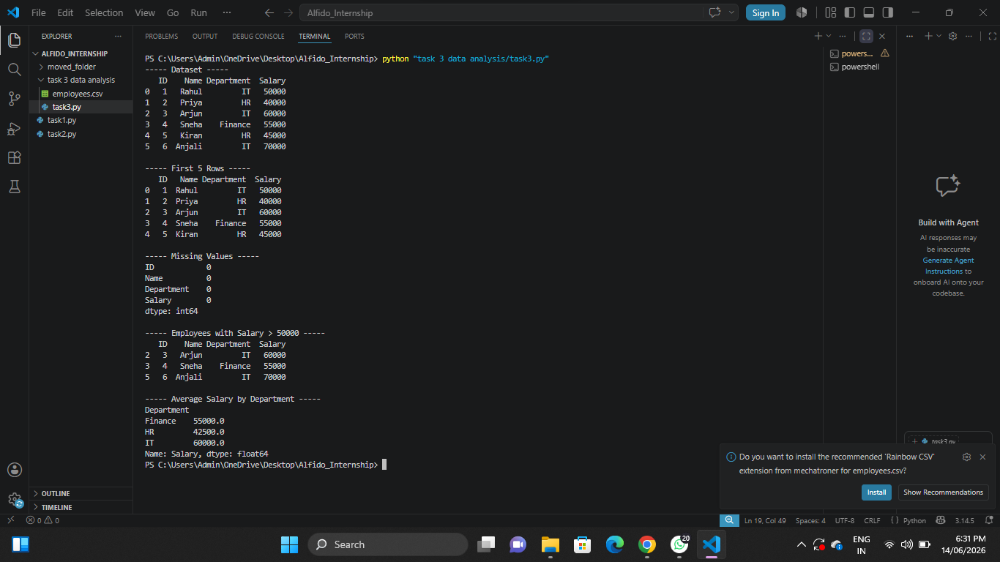 File Edit Selection View Go Run ··· Alfido_Internship Sign In
EXPLORER ···
ALFIDO_INTERNSHIP
moved_folder
task 3 data analysis
employees.csv
task3.py
task1.py
task2.py
OUTLINE
TIMELINE
PROBLEMS OUTPUT DEBUG CONSOLE TERMINAL PORTS
PS C:\Users\Admin\OneDrive\Desktop\Alfido_Internship> python "task 3 data analysis/task3.py"
----- Dataset -----
ID Name Department Salary
0 1 Rahul IT 50000
1 2 Priya HR 40000
2 3 Arjun IT 60000
3 4 Sneha Finance 55000
4 5 Kiran HR 45000
5 6 Anjali IT 70000
----- First 5 Rows -----
ID Name Department Salary
0 1 Rahul IT 50000
1 2 Priya HR 40000
2 3 Arjun IT 60000
3 4 Sneha Finance 55000
4 5 Kiran HR 45000
----- Missing Values -----
ID 0
Name 0
Department 0
Salary 0
dtype: int64
----- Employees with Salary > 50000 -----
ID Name Department Salary
2 3 Arjun IT 60000
3 4 Sneha Finance 55000
5 6 Anjali IT 70000
----- Average Salary by Department -----
Department
Finance 55000.0
HR 42500.0
IT 60000.0
Name: Salary, dtype: float64
PS C:\Users\Admin\OneDrive\Desktop\Alfido_Internship>
powers...
powershell
Build with Agent
AI responses may
be inaccurate
Generate Agent
Instructions to
onboard AI onto your
codebase.
task3.py
Do you want to install the recommended 'Rainbow CSV'
extension from mechatroner for employees.csv?
Install Show Recommendations
0 0 Ln 19, Col 49 Spaces: 4 UTF-8 CRLF { } Python 3.14.5
Search 20 ENG
IN
6:31 PM
14/06/2026